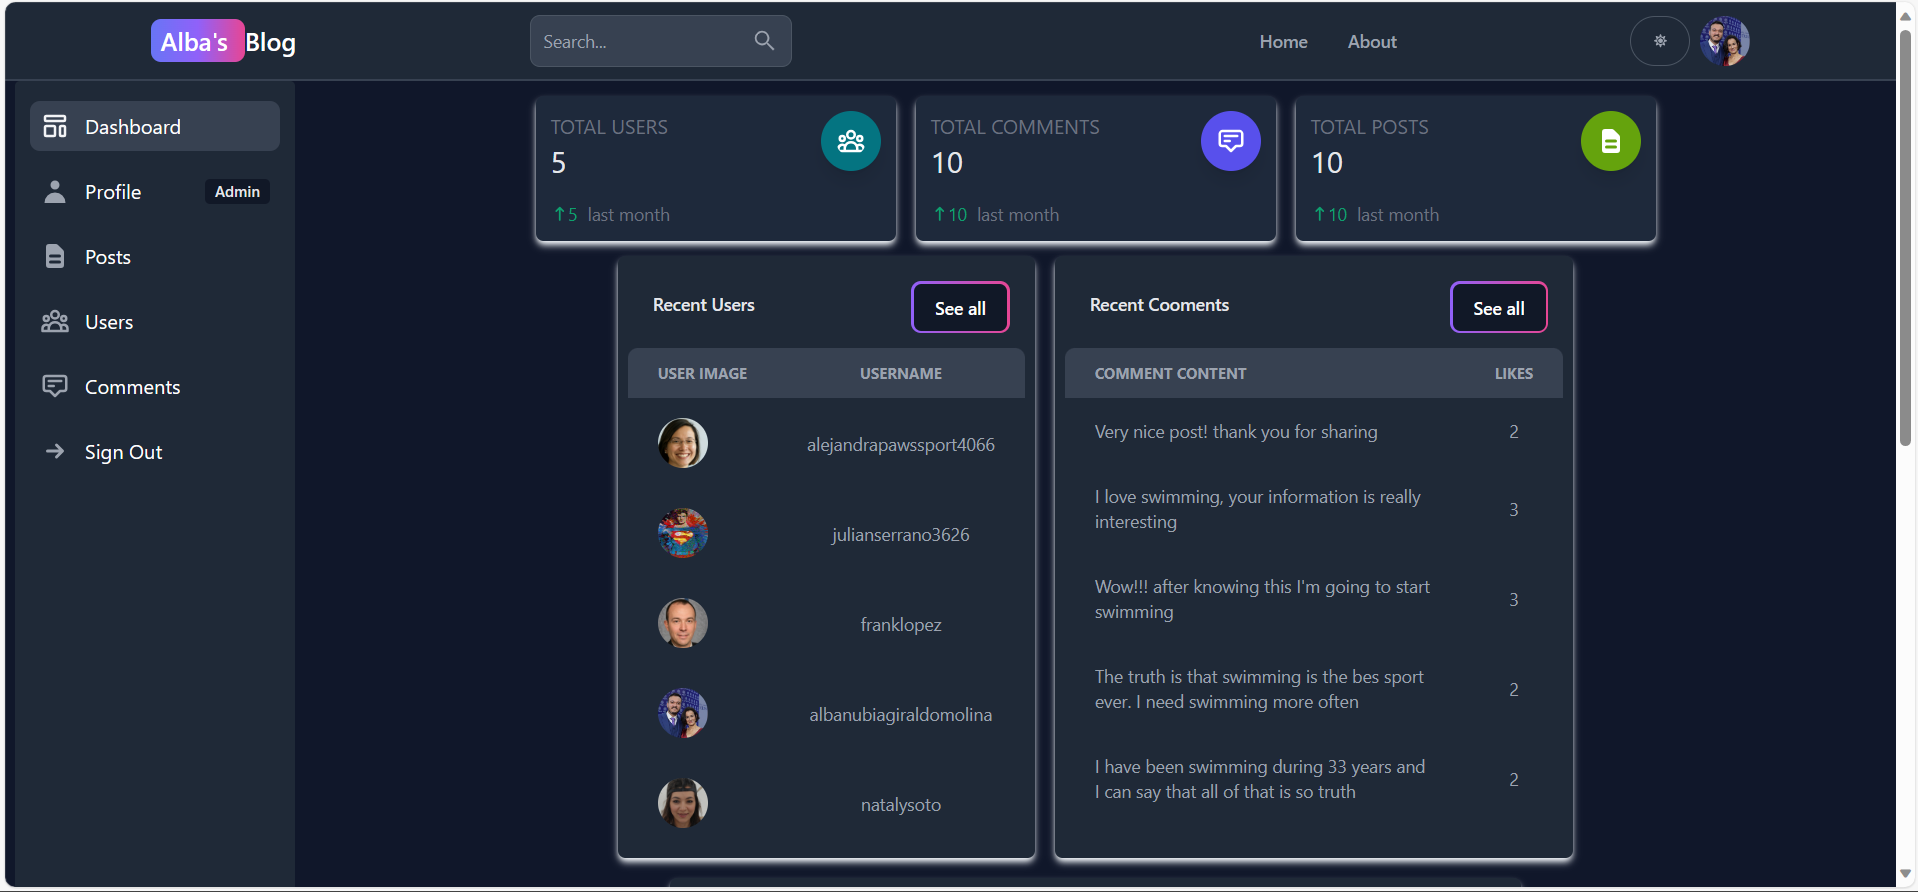 Alba's Blog
Search...
Home
About
Dashboard
Profile
Admin
Posts
Users
Comments
Sign Out
TOTAL USERS
5
↑5 last month
TOTAL COMMENTS
10
↑10 last month
TOTAL POSTS
10
↑10 last month
Recent Users
See all
USER IMAGE USERNAME
alejandrapawssport4066
julianserrano3626
franklopez
albanubiagiraldomolina
natalysoto
Recent Cooments
See all
COMMENT CONTENT LIKES
Very nice post! thank you for sharing 2
I love swimming, your information is really
interesting
3
Wow!!! after knowing this I'm going to start
swimming
3
The truth is that swimming is the bes sport
ever. I need swimming more often
2
I have been swimming during 33 years and
I can say that all of that is so truth
2